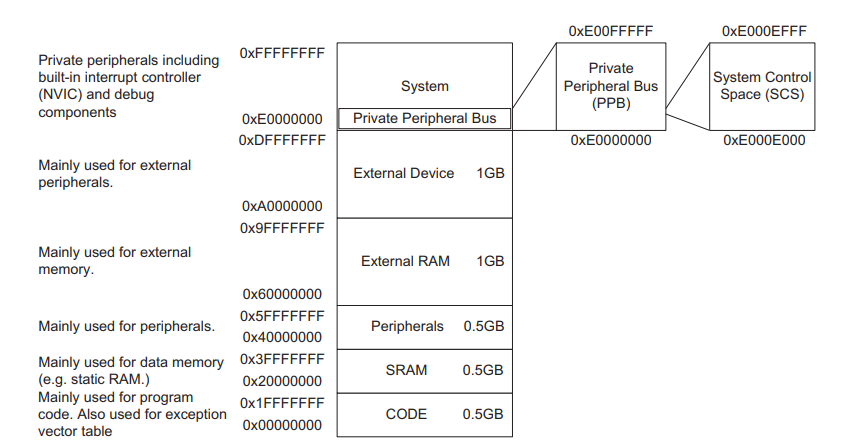 0xE00FFFFF
0xE000EFFF
Private peripherals including
built-in interrupt controller
(NVIC) and debug
components
0xFFFFFFFF
System
0xE0000000
Private Peripheral Bus
0xDFFFFFFF
Private
Peripheral Bus
(PPB)
System Control
Space (SCS)
0xE0000000
0xE000E000
Mainly used for external
peripherals.
External Device 1GB
0xA0000000
0x9FFFFFFF
Mainly used for external
memory.
External RAM 1GB
0x60000000
0x5FFFFFFF
Mainly used for peripherals.
Peripherals 0.5GB
0x40000000
0x3FFFFFFF
Mainly used for data memory
(e.g. static RAM.)
SRAM 0.5GB
0x20000000
0x1FFFFFFF
Mainly used for program
code. Also used for exception
vector table
CODE 0.5GB
0x00000000